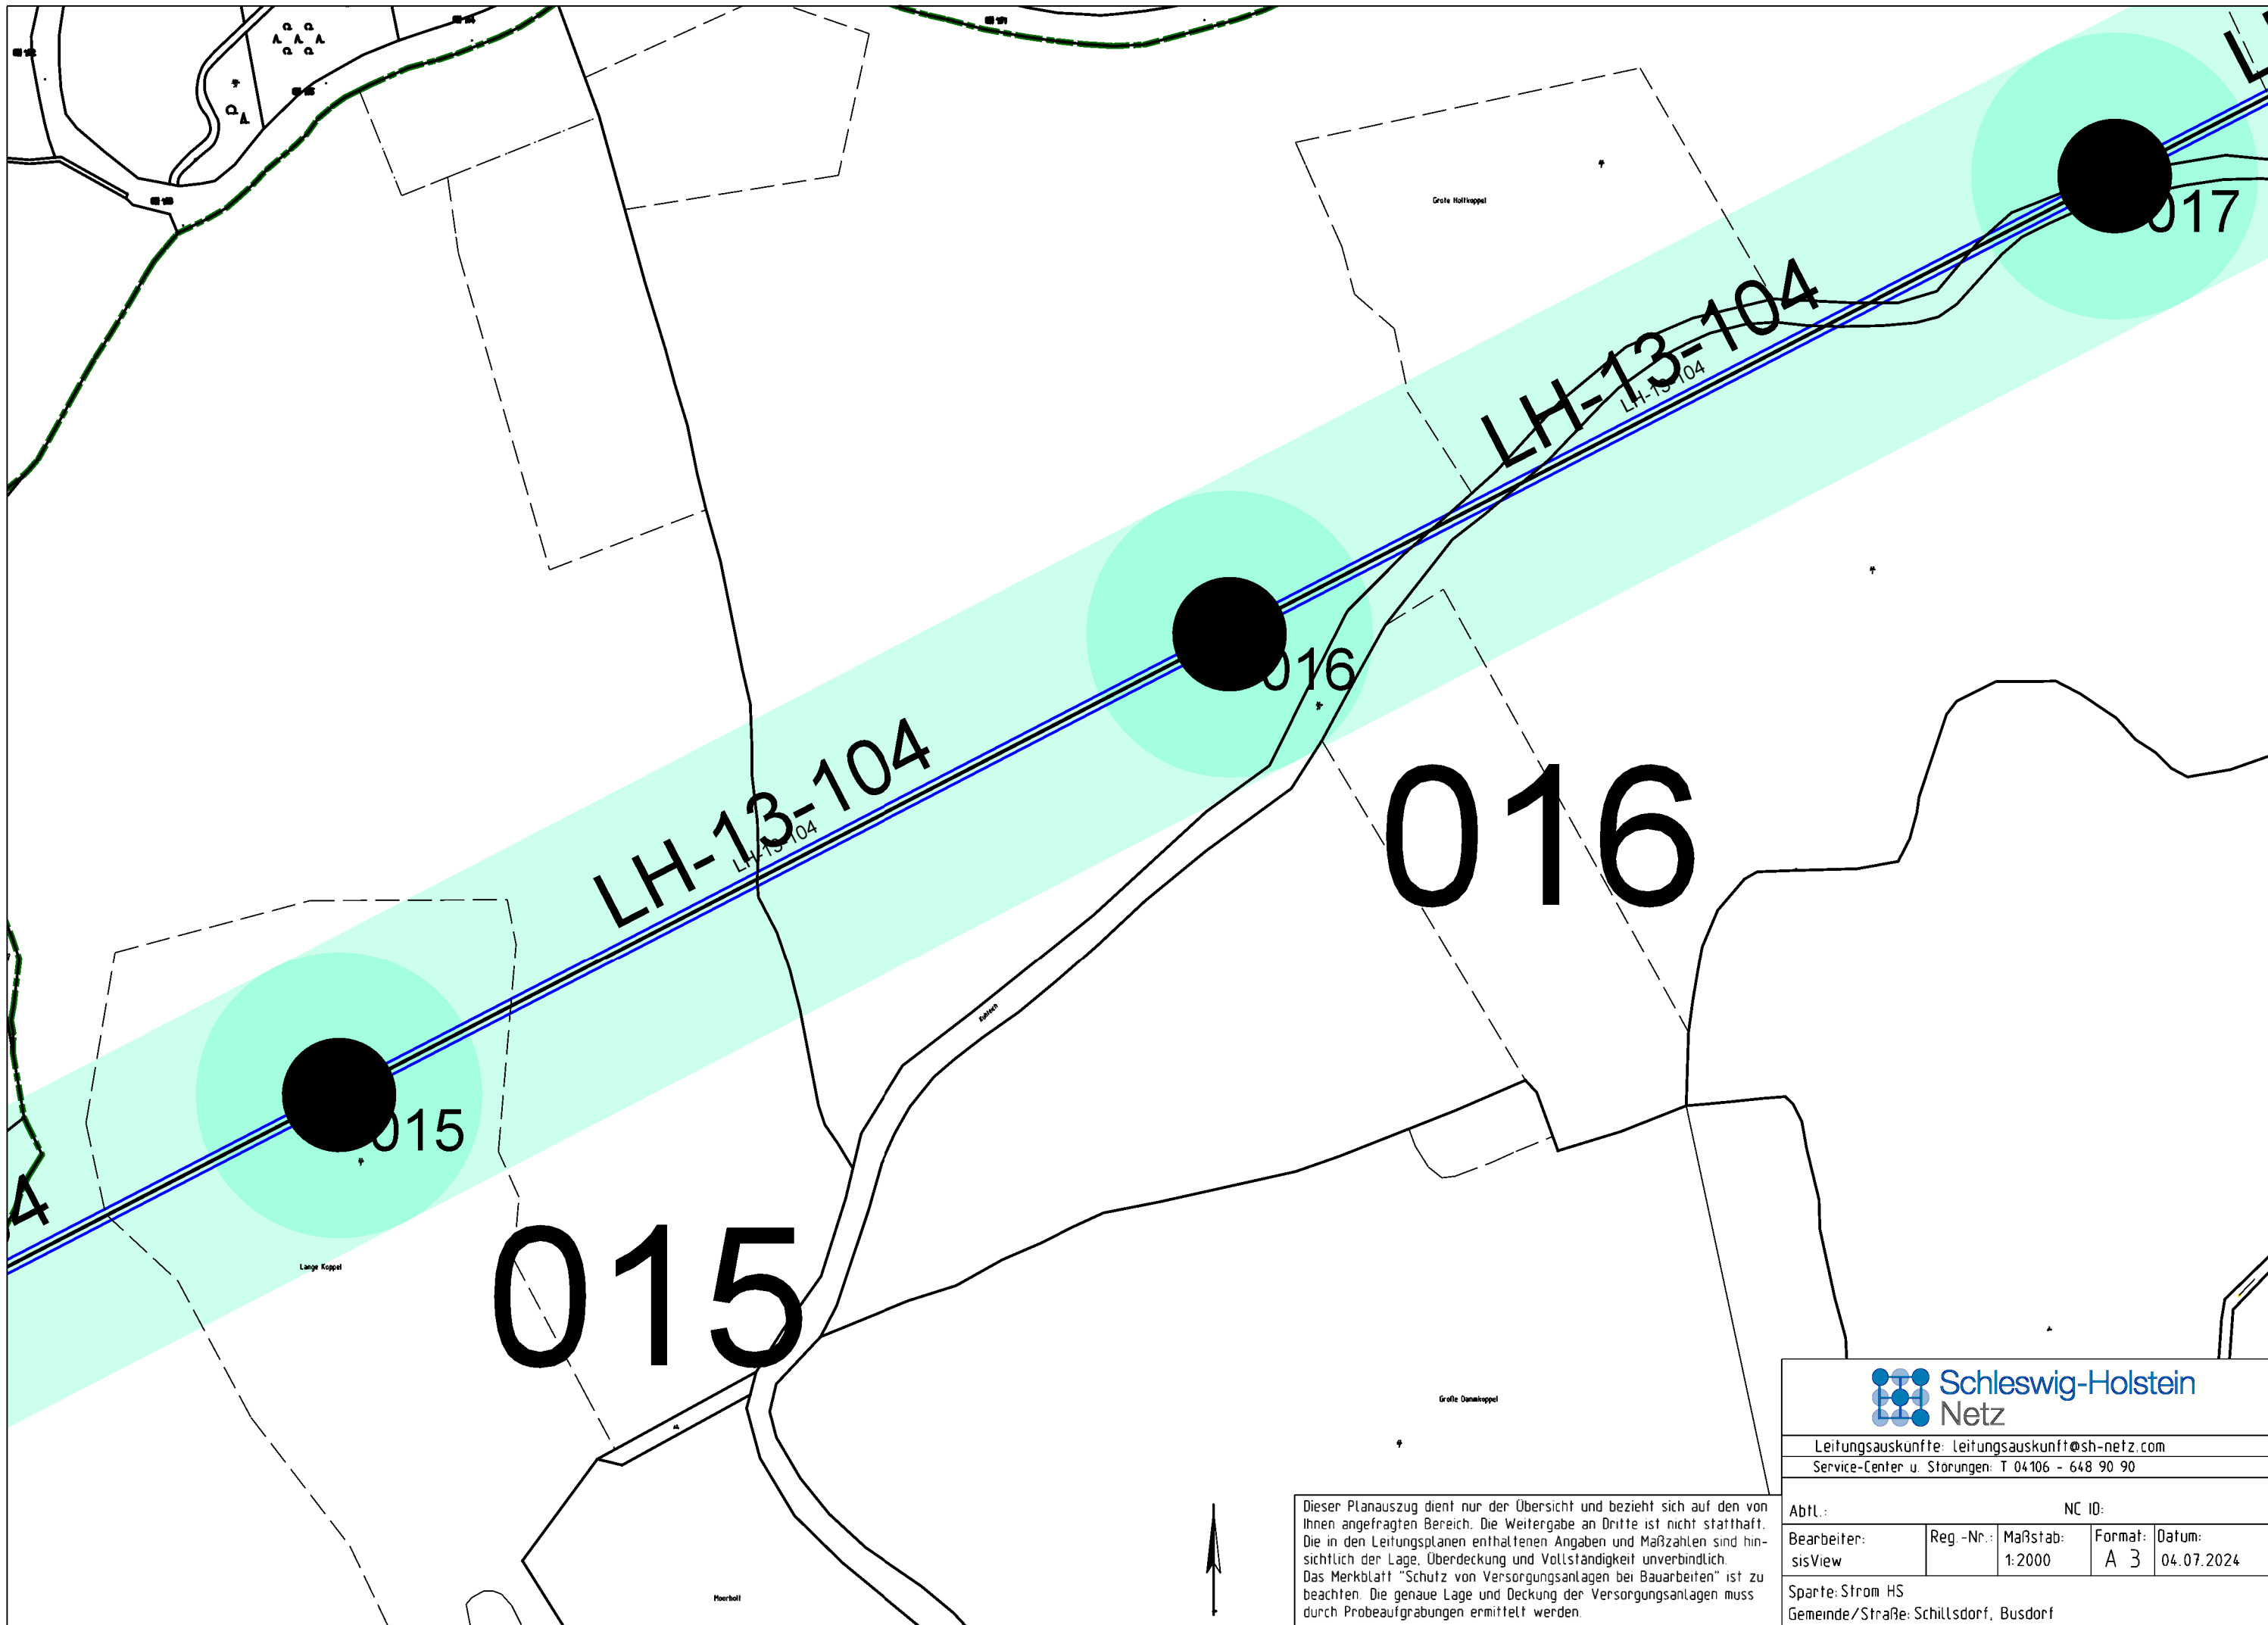 Grote Holtkoppel
017
LH-13-104
LH-13-104
016
LH-13-104
LH-13-104
016
015
4
Lange Koppel
015
Große Dammkoppel
Moorholl
Schleswig-Holstein
Netz
Leitungsauskünfte: leitungsauskunft@sh-netz.com
Service-Center u. Störungen: T 04106 - 648 90 90
Abtl.:
NC ID:
Bearbeiter:
sisView
Reg.-Nr.:
Maßstab:
1:2000
Format:
A 3
Datum:
04.07.2024
Sparte: Strom HS
Gemeinde/Straße: Schillsdorf, Busdorf
Dieser Planauszug dient nur der Übersicht und bezieht sich auf den von
Ihnen angefragten Bereich. Die Weitergabe an Dritte ist nicht statthaft.
Die in den Leitungsplänen enthaltenen Angaben und Maßzahlen sind hin-
sichtlich der Lage, Überdeckung und Vollständigkeit unverbindlich.
Das Merkblatt "Schutz von Versorgungsanlagen bei Bauarbeiten" ist zu
beachten. Die genaue Lage und Deckung der Versorgungsanlagen muss
durch Probeaufgrabungen ermittelt werden.